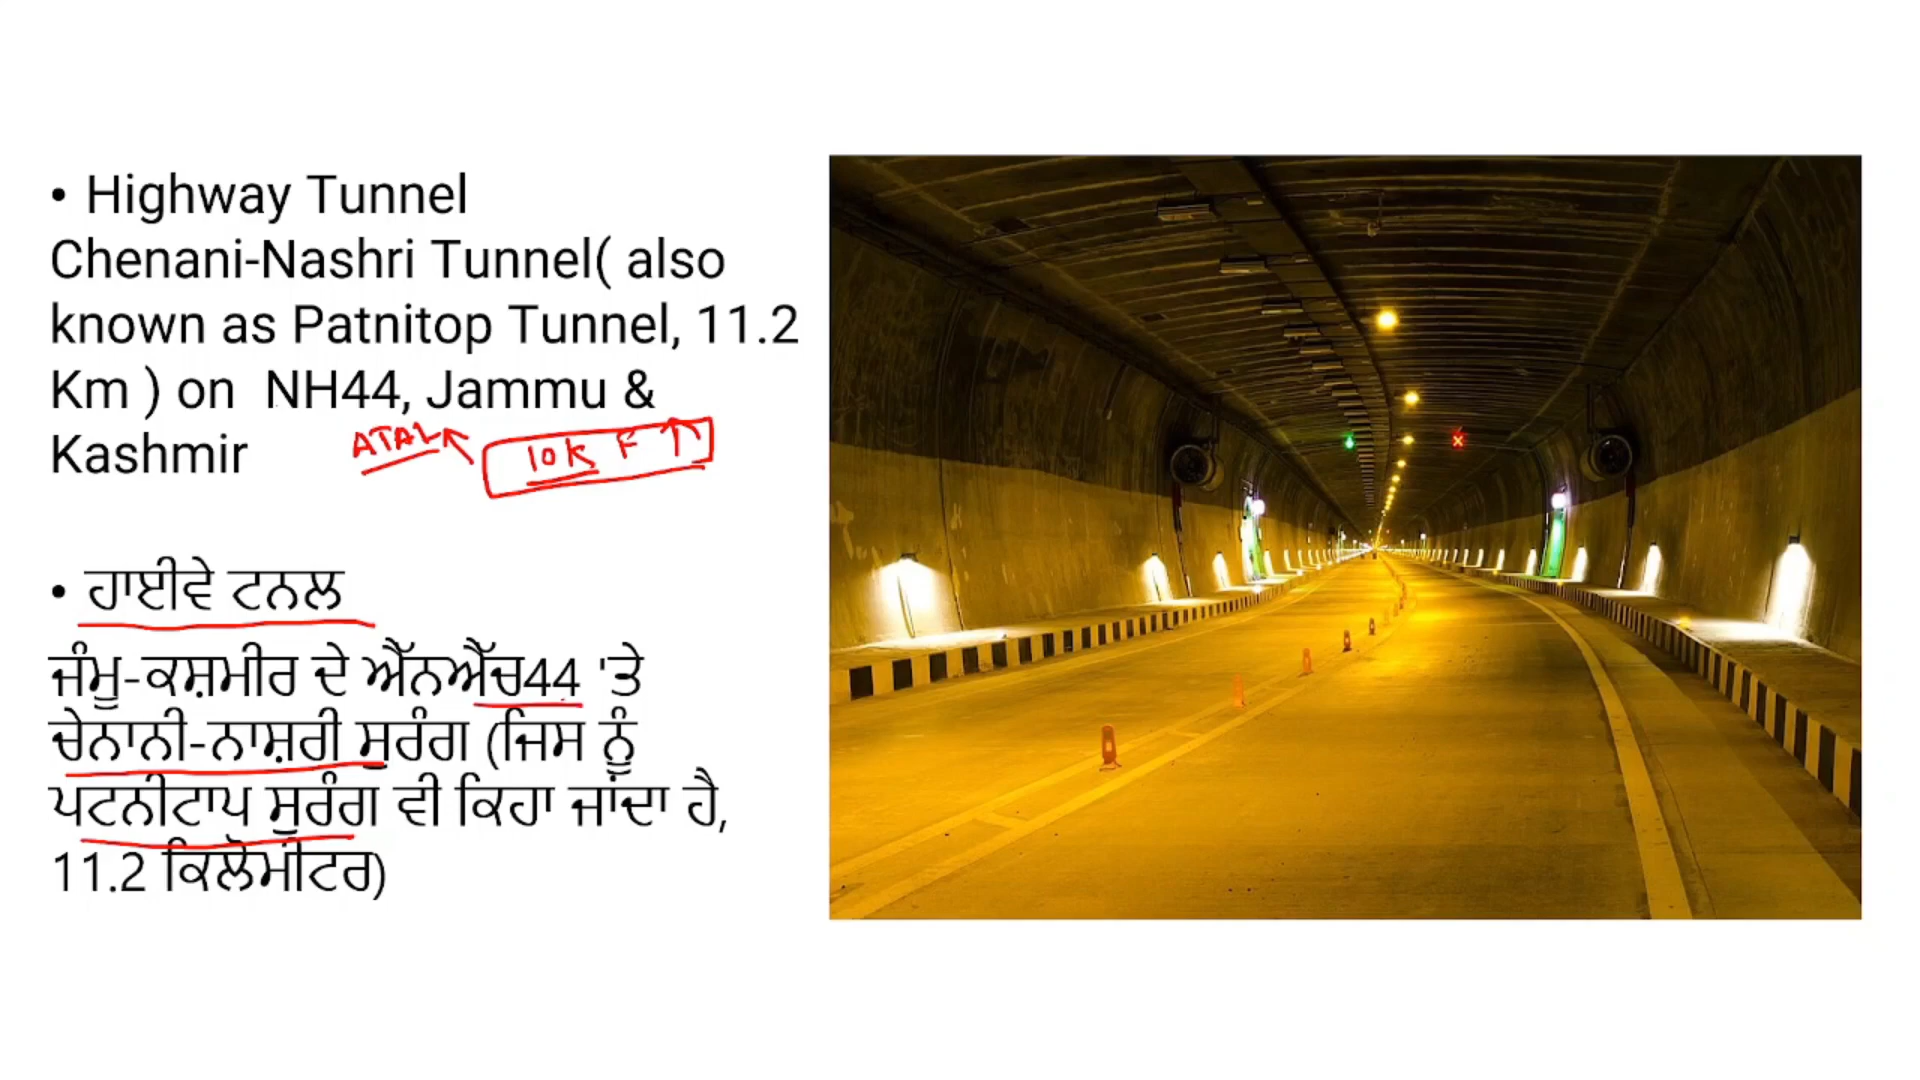 • Highway Tunnel
Chenani-Nashri Tunnel( also
known as Patnitop Tunnel, 11.2
Km ) on NH44, Jammu &
Kashmir
ATAL
10K F ↑
• ਹਾਈਵੇ ਟਨਲ
ਜੰਮੂ-ਕਸ਼ਮੀਰ ਦੇ ਐੱਨਐੱਚ44 'ਤੇ
ਚੇਨਾਨੀ-ਨਾਸ਼ਰੀ ਸੁਰੰਗ (ਜਿਸ ਨੂੰ
ਪਟਨੀਟਾਪ ਸੁਰੰਗ ਵੀ ਕਿਹਾ ਜਾਂਦਾ ਹੈ,
11.2 ਕਿਲੋਮੀਟਰ)